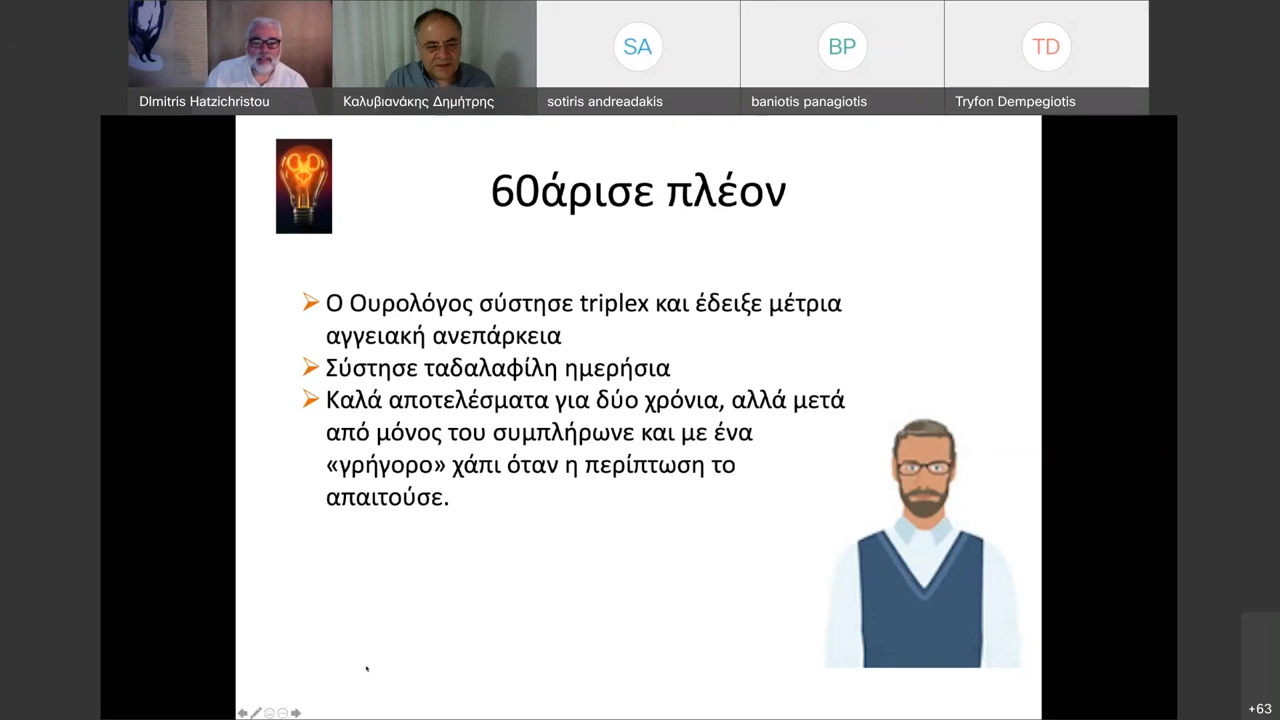 SA
BP
TD
DImitris Hatzichristou
Καλυβιανάκης Δημήτρης
sotiris andreadakis
baniotis panagiotis
Tryfon Dempegiotis
60άρισε πλέον
Ο Ουρολόγος σύστησε triplex και έδειξε μέτρια
αγγειακή ανεπάρκεια
Σύστησε ταδαλαφίλη ημερήσια
Καλά αποτελέσματα για δύο χρόνια, αλλά μετά
από μόνος του συμπλήρωνε και με ένα
«γρήγορο» χάπι όταν η περίπτωση το
απαιτούσε.
+63